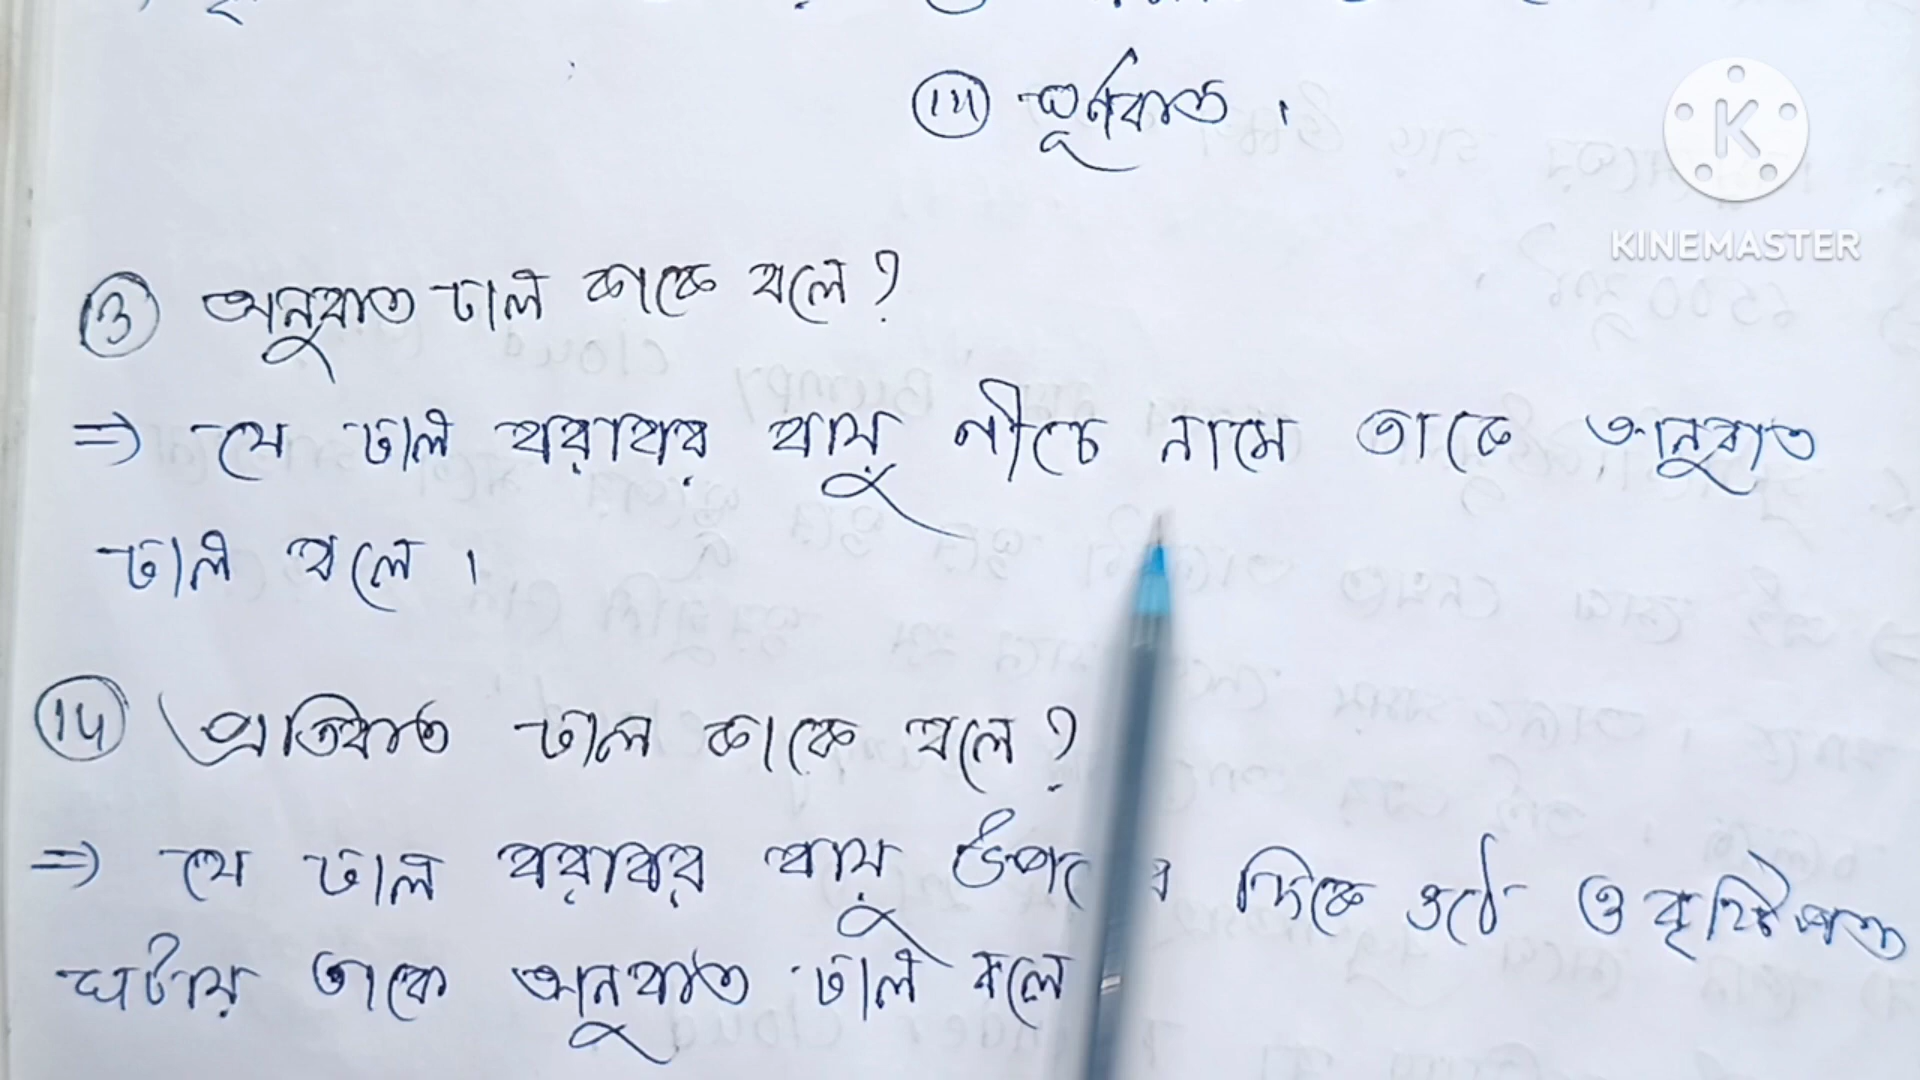 (iii) ঘূর্ণবাত ।
K
KINEMASTER
(13) অনুবাত ঢাল কাকে বলে ?
⇒ যে ঢাল বরাবর বায়ু নীচে নামে তাকে অনুবাত
ঢাল বলে ।
(14) প্রতিবাত ঢাল কাকে বলে ?
⇒ যে ঢাল বরাবর বায়ু উপরের দিকে ওঠে ও বৃষ্টিপাত
ঘটায় তাকে অনুবাত ঢাল বলে